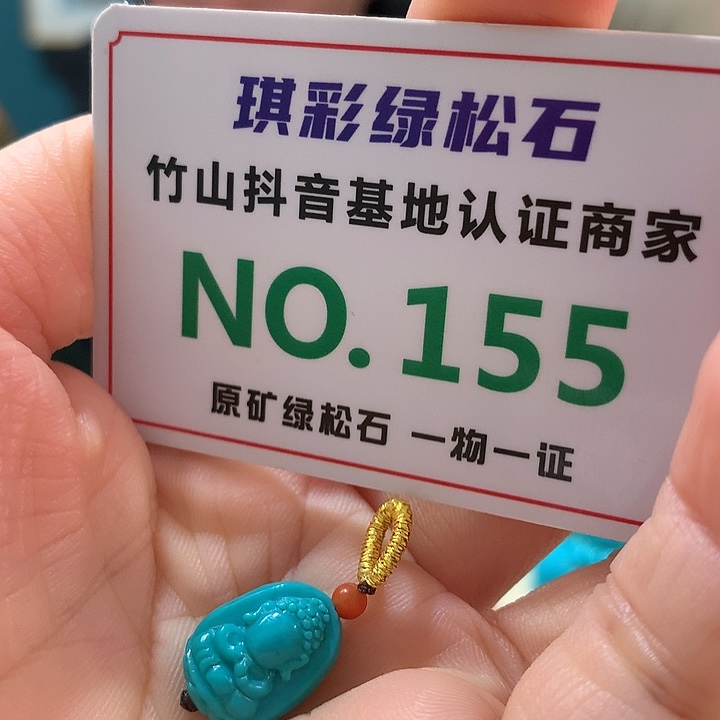 琪彩绿松石
竹山抖音基地认证商家
NO.155
原矿绿松石 一物一证